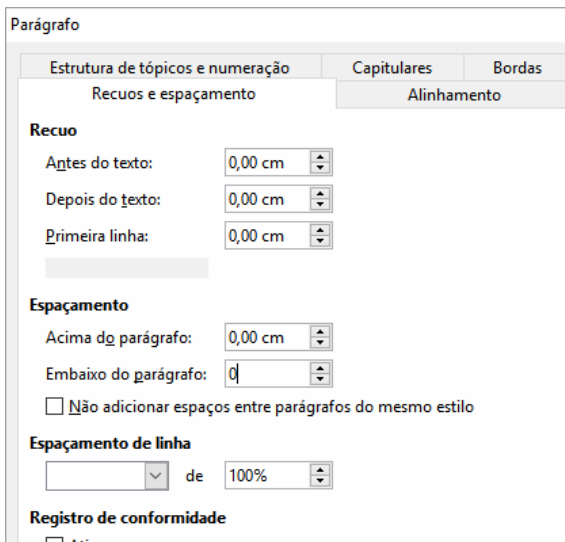 Parágrafo
Estrutura de tópicos e numeração Capitulares Bordas
Recuos e espaçamento Alinhamento
Recuo
Antes do texto: 0,00 cm
Depois do texto: 0,00 cm
Primeira linha: 0,00 cm
Espaçamento
Acima do parágrafo: 0,00 cm
Embaixo do parágrafo: 0
Não adicionar espaços entre parágrafos do mesmo estilo
Espaçamento de linha
de 100%
Registro de conformidade